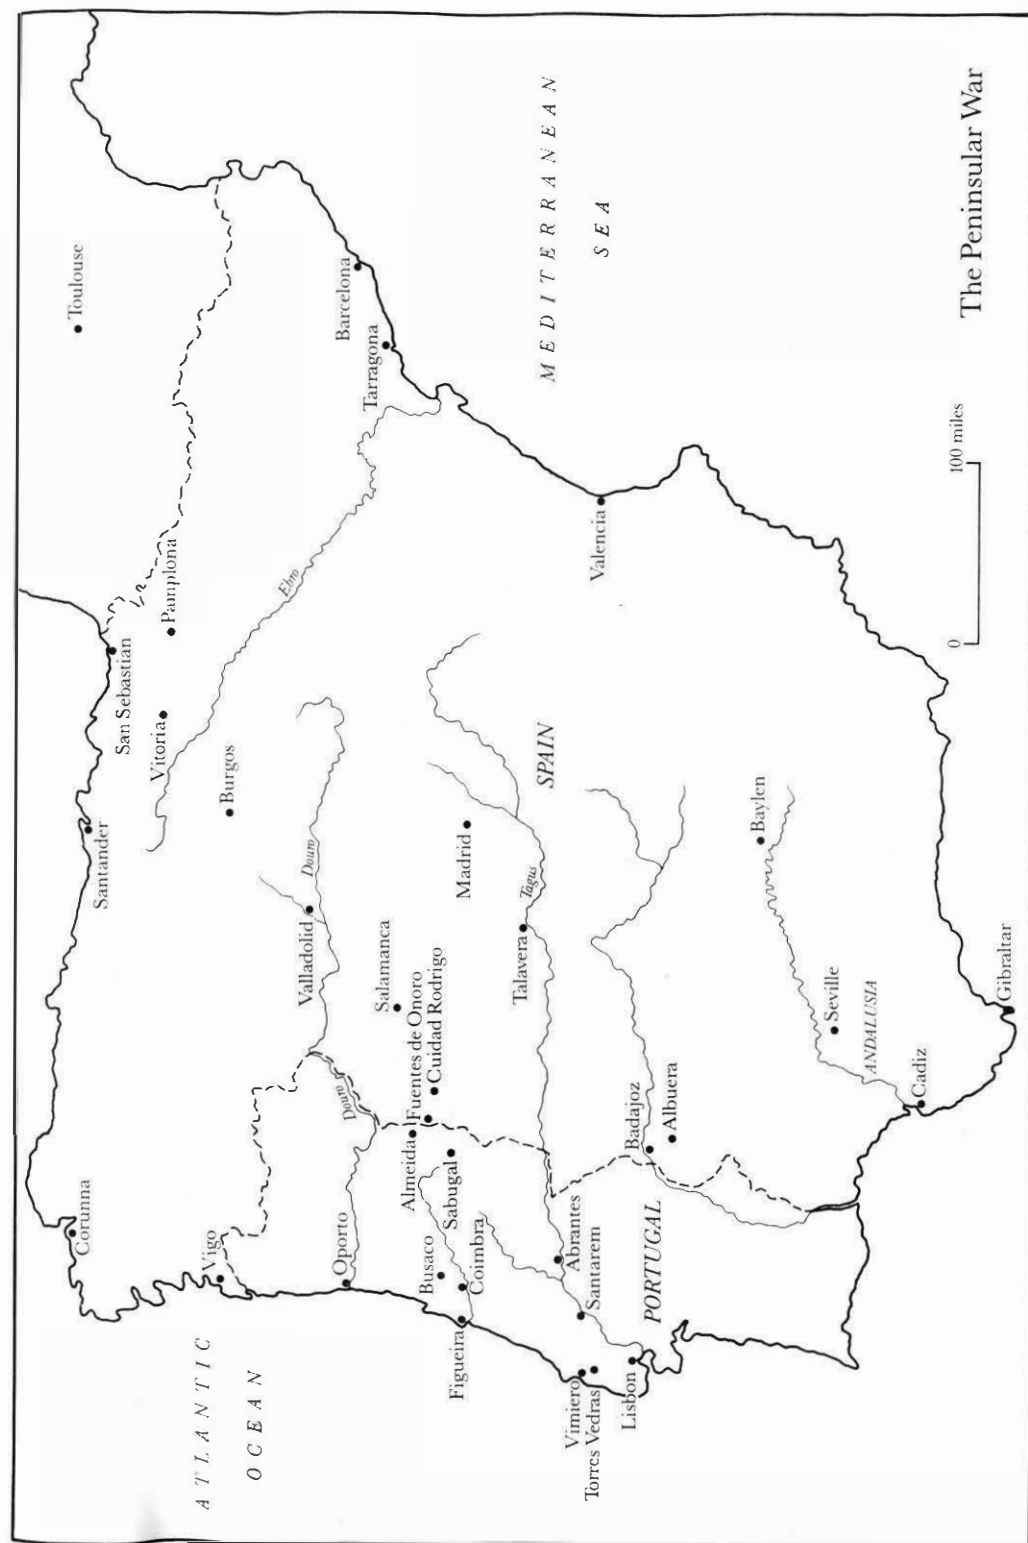 Corunna
Santander
San Sebastian
Toulouse
Vigo
Vitoria
Pamplona
Burgos
ATLANTIC
OCEAN
Oporto
Douro
Valladolid
Douro
Ebro
Barcelona
Tarragona
Almeida
Fuentes de Onoro
Cuidad Rodrigo
Salamanca
Busaco
Sabugal
Coimbra
Figueira
Madrid
Talavera
Tagus
SPAIN
MEDITERRANEAN
SEA
Abrantes
Santarem
Vimiero
Torres Vedras
Lisbon
PORTUGAL
Badajoz
Albuera
Valencia
Baylen
Seville
ANDALUSIA
Cadiz
Gibraltar
0
100 miles
The Peninsular War